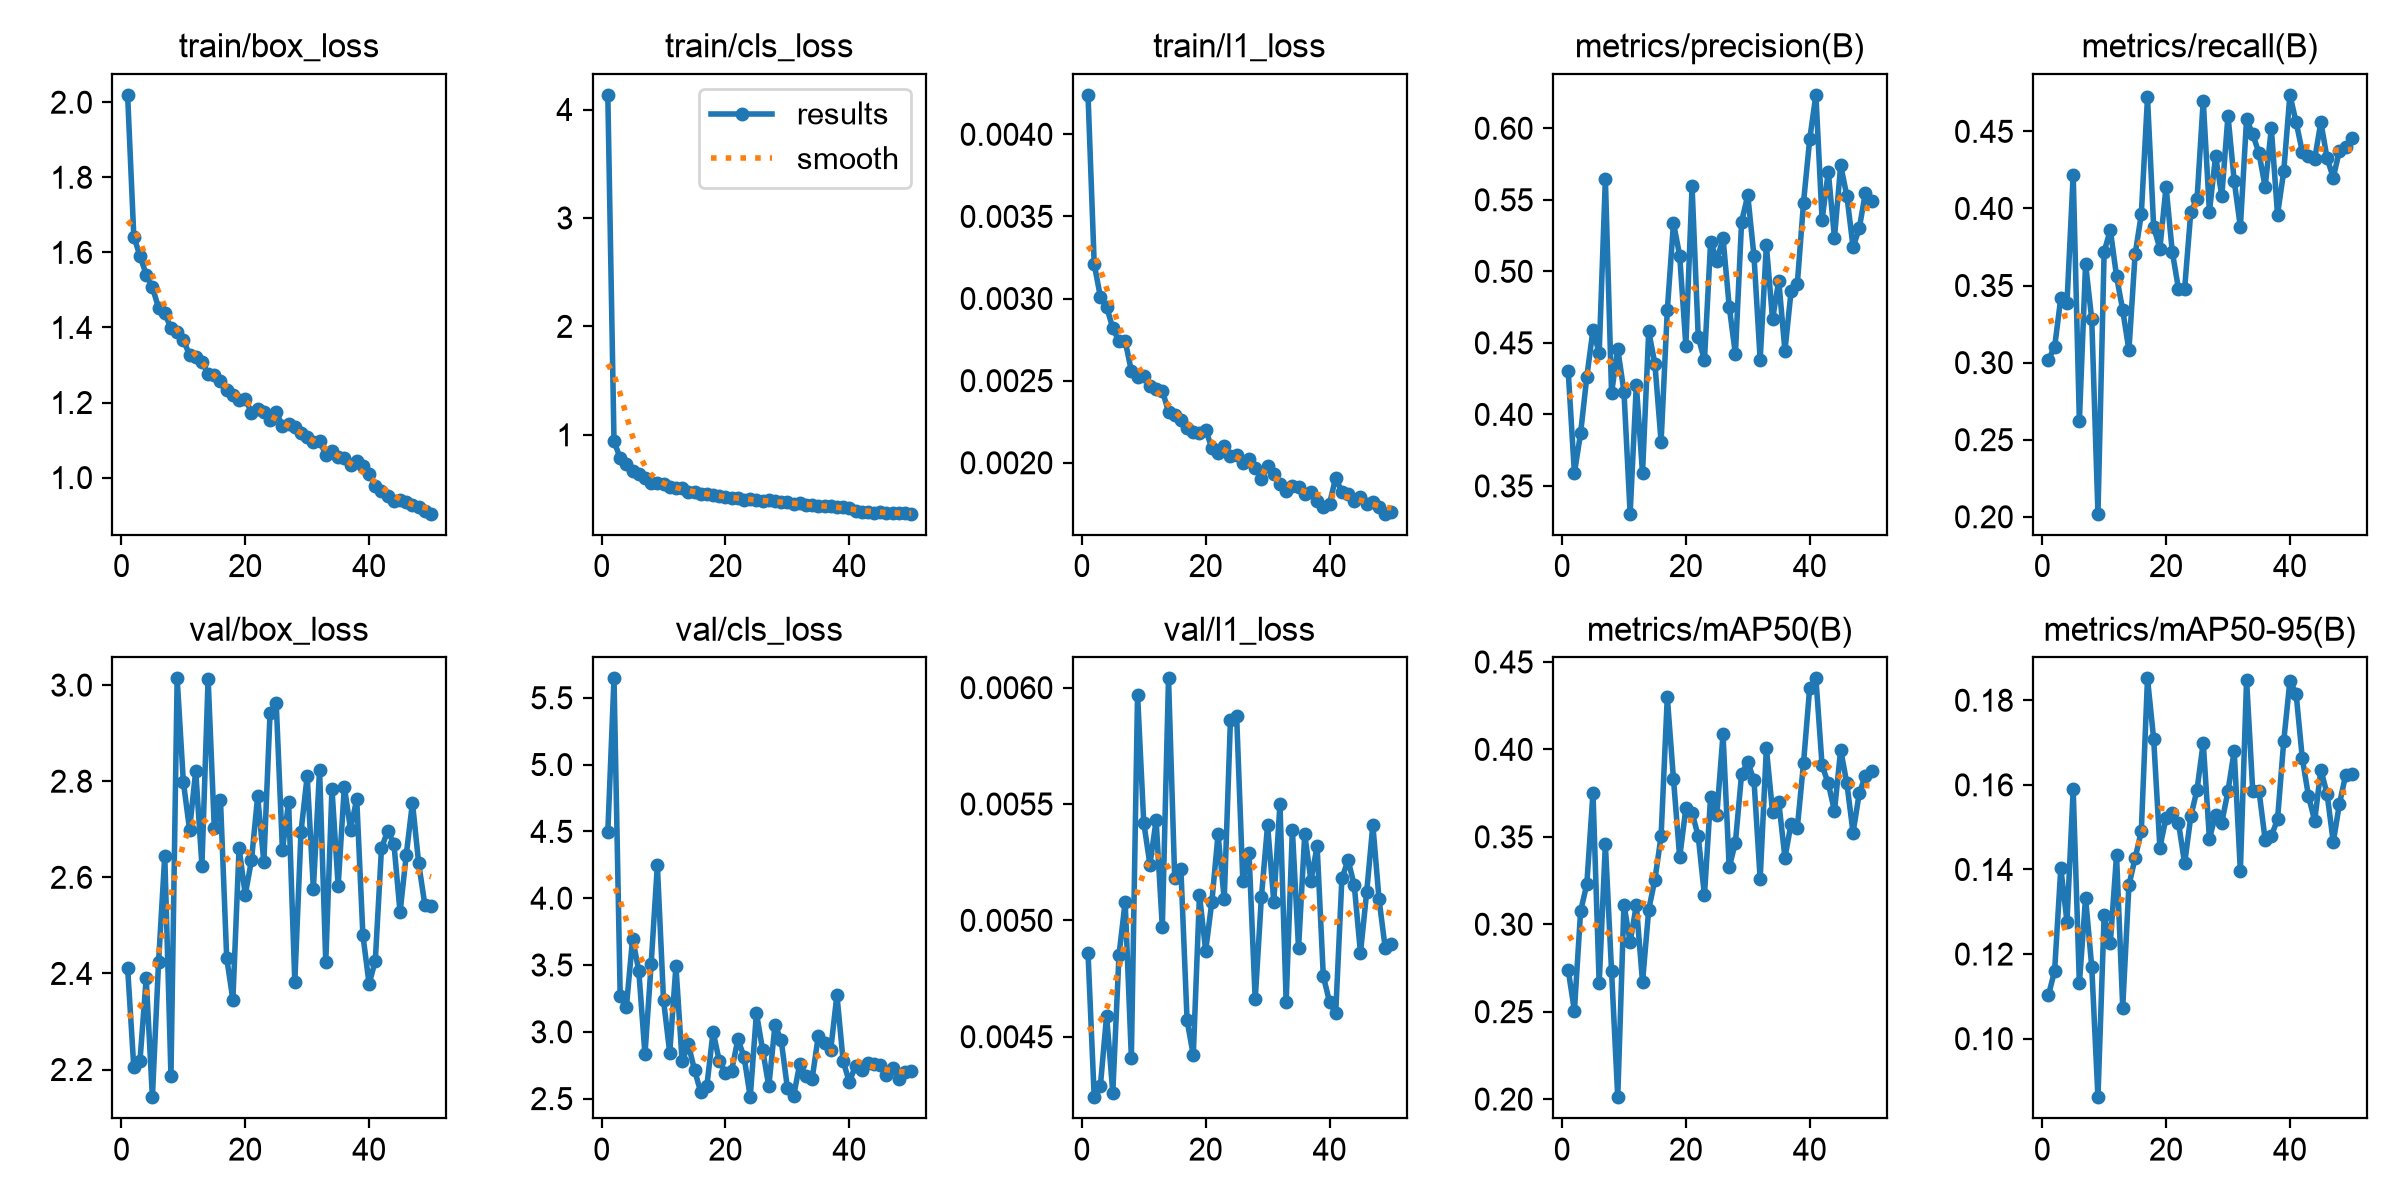 train/box_loss
2.0
1.8
1.6
1.4
1.2
1.0
0 20 40
train/cls_loss
results
smooth
4
3
2
1
0 20 40
train/l1_loss
0.0040
0.0035
0.0030
0.0025
0.0020
0 20 40
metrics/precision(B)
0.60
0.55
0.50
0.45
0.40
0.35
0 20 40
metrics/recall(B)
0.45
0.40
0.35
0.30
0.25
0.20
0 20 40
val/box_loss
3.0
2.8
2.6
2.4
2.2
0 20 40
val/cls_loss
5.5
5.0
4.5
4.0
3.5
3.0
2.5
0 20 40
val/l1_loss
0.0060
0.0055
0.0050
0.0045
0 20 40
metrics/mAP50(B)
0.45
0.40
0.35
0.30
0.25
0.20
0 20 40
metrics/mAP50-95(B)
0.18
0.16
0.14
0.12
0.10
0 20 40